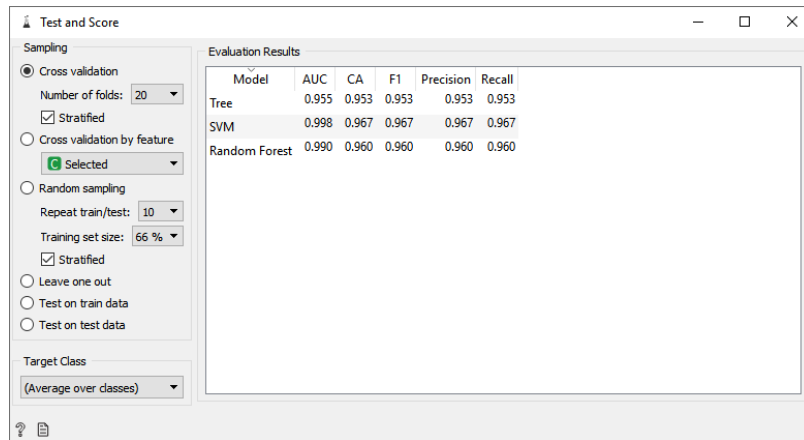 Test and Score
Sampling
Cross validation
Number of folds: 20
Stratified
Cross validation by feature
C Selected
Random sampling
Repeat train/test: 10
Training set size: 66 %
Stratified
Leave one out
Test on train data
Test on test data
Target Class
(Average over classes)
Evaluation Results
Model AUC CA F1 Precision Recall
Tree 0.955 0.953 0.953 0.953 0.953
SVM 0.998 0.967 0.967 0.967 0.967
Random Forest 0.990 0.960 0.960 0.960 0.960
?